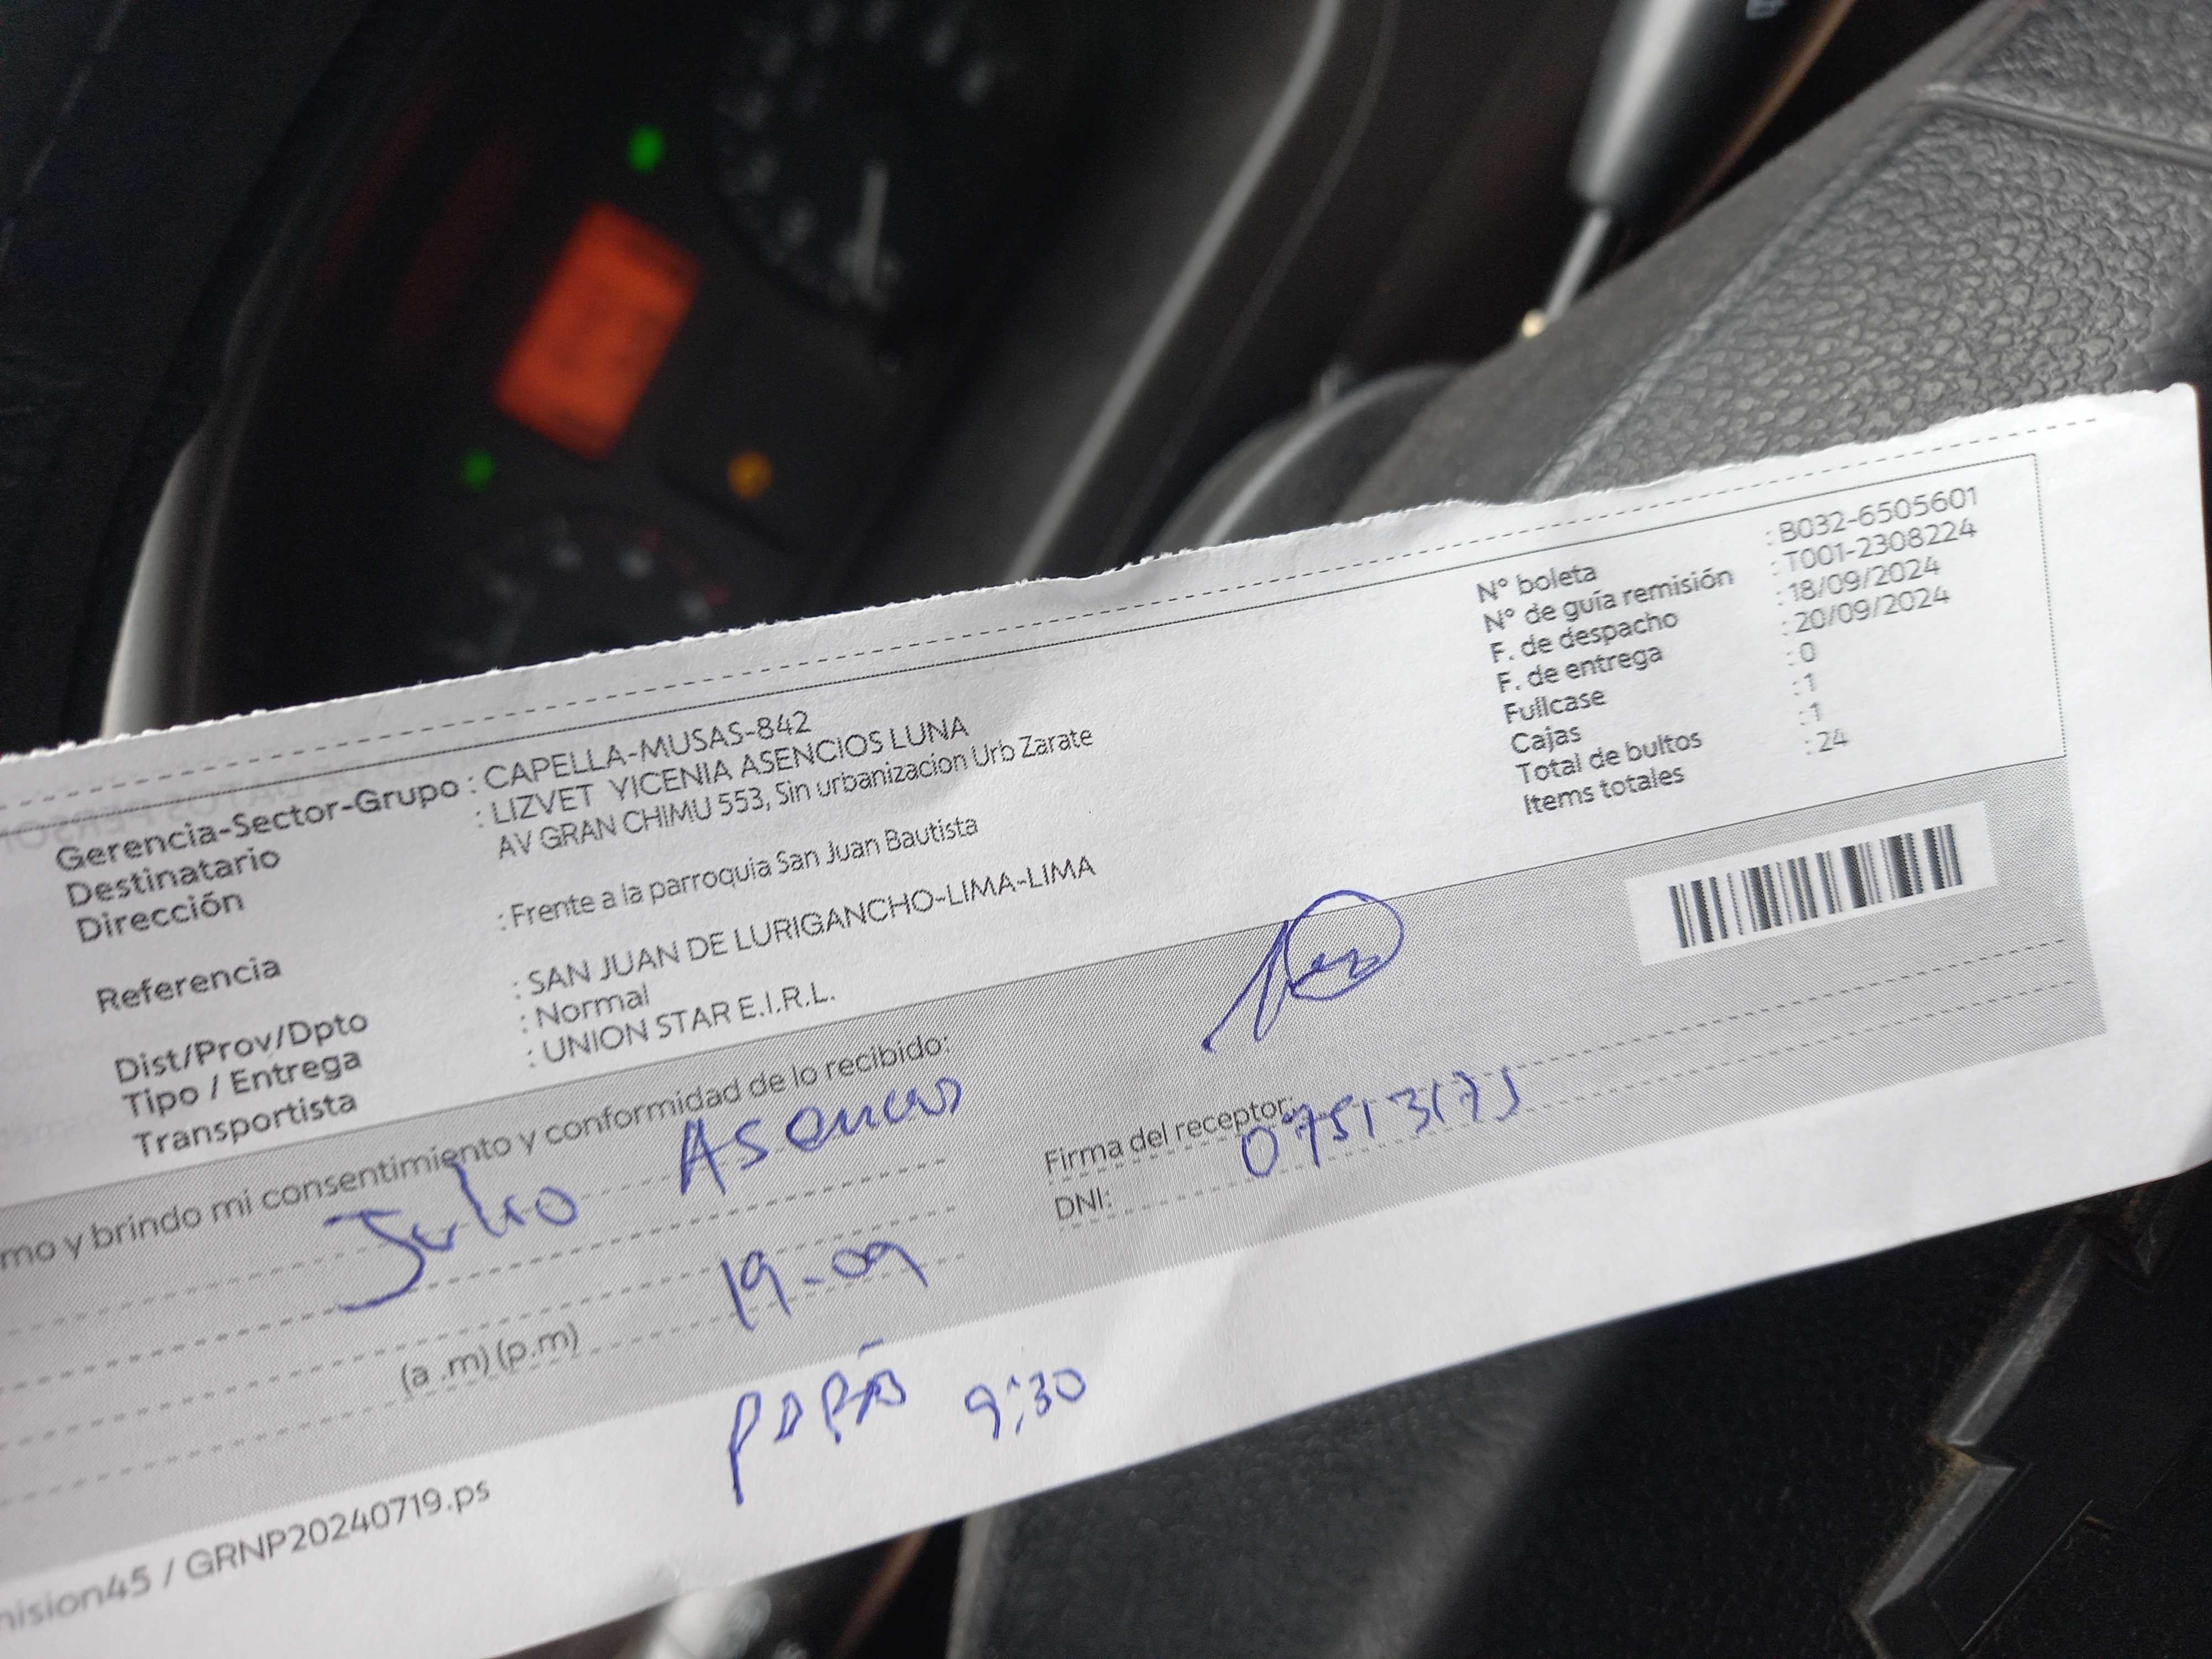 Gerencia-Sector-Grupo : CAPELLA-MUSAS-842
Destinatario : LIZVET YICENIA ASENCIOS LUNA
Dirección AV GRAN CHIMU 553, Sin urbanizacion Urb Zarate
Referencia : Frente a la parroquia San Juan Bautista
Dist/Prov/Dpto : SAN JUAN DE LURIGANCHO-LIMA-LIMA
Tipo / Entrega : Normal
Transportista : UNION STAR E.I.R.L.
N° boleta : B032-6505601
N° de guía remisión : T001-2308224
F. de despacho : 18/09/2024
F. de entrega : 20/09/2024
Fullcase : 0
Cajas : 1
Total de bultos : 1
Items totales : 24
mo y brindo mi consentimiento y conformidad de lo recibido:
Julio Asencios
Firma del receptor:
DNI:
(a .m) (p.m) 19-09
PAPÁ 9:30
ision45 / GRNP20240719.ps